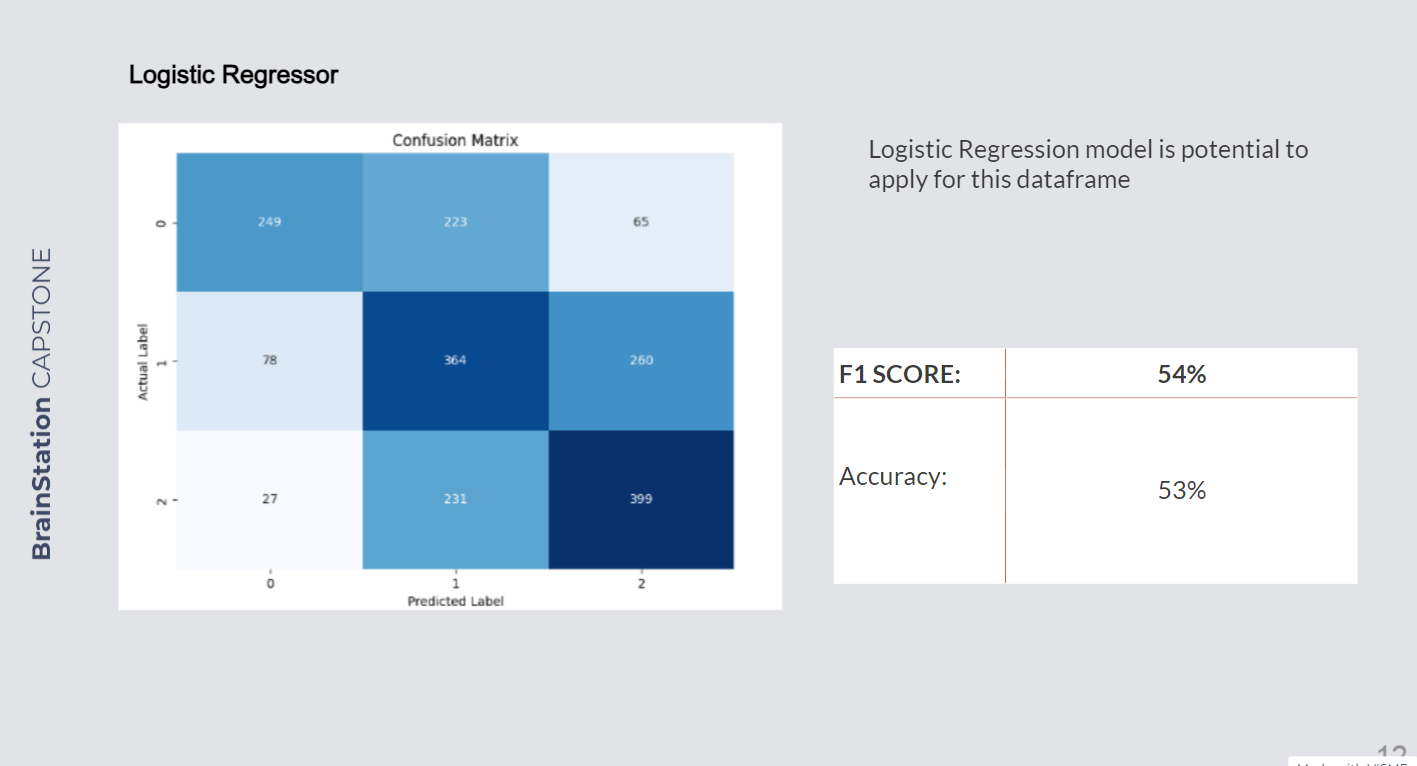 Logistic Regressor
BrainStation CAPSTONE
Confusion Matrix
Actual Label
0
249 223 65
1
78 364 260
2
27 231 399
0 1 2
Predicted Label
Logistic Regression model is potential to
apply for this dataframe
F1 SCORE: 54%
Accuracy: 53%